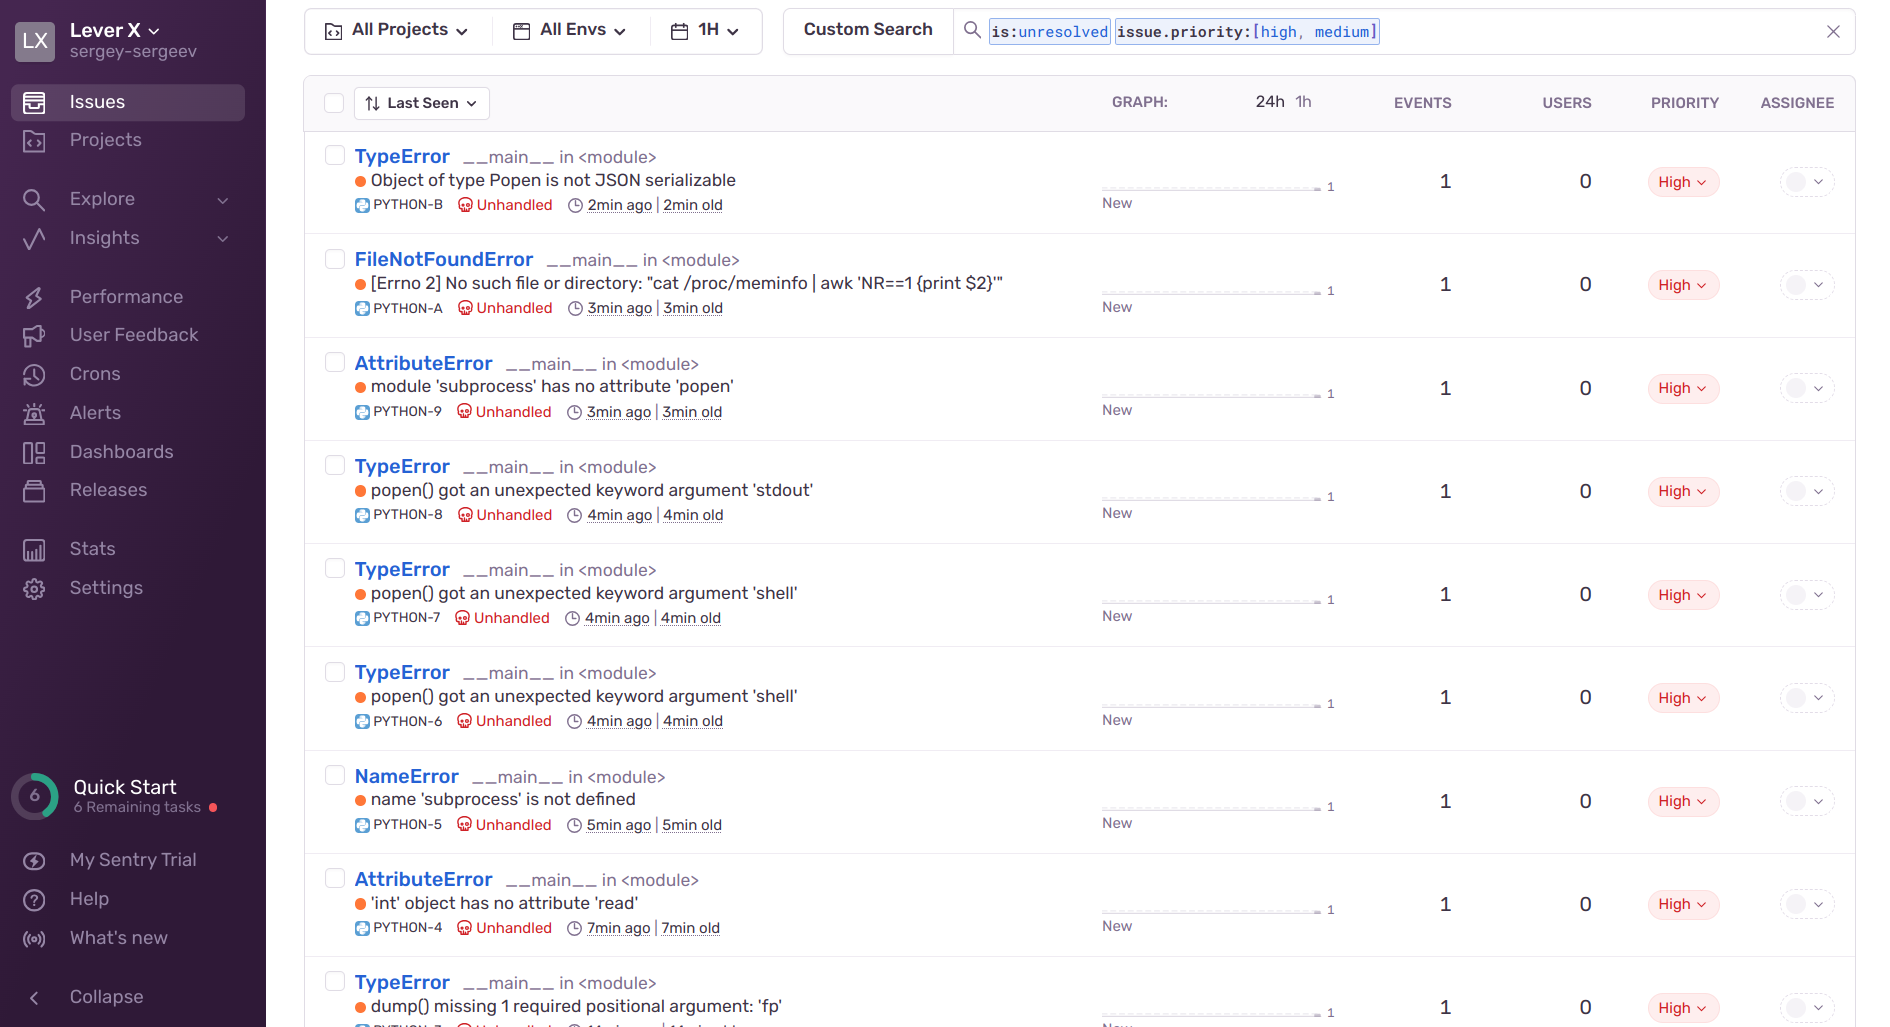 LX
Lever X
sergey-sergeev
Issues
Projects
Explore
Insights
Performance
User Feedback
Crons
Alerts
Dashboards
Releases
Stats
Settings
6
Quick Start
6 Remaining tasks
My Sentry Trial
Help
What's new
Collapse
All Projects
All Envs
1H
Custom Search
is:unresolved issue.priority:[high, medium]
Last Seen
GRAPH: 24h 1h
EVENTS
USERS
PRIORITY
ASSIGNEE
TypeError __main__ in <module>
Object of type Popen is not JSON serializable
PYTHON-B Unhandled 2min ago | 2min old
1
New
1
0
High
FileNotFoundError __main__ in <module>
[Errno 2] No such file or directory: "cat /proc/meminfo | awk 'NR==1 {print $2}'"
PYTHON-A Unhandled 3min ago | 3min old
1
New
1
0
High
AttributeError __main__ in <module>
module 'subprocess' has no attribute 'popen'
PYTHON-9 Unhandled 3min ago | 3min old
1
New
1
0
High
TypeError __main__ in <module>
popen() got an unexpected keyword argument 'stdout'
PYTHON-8 Unhandled 4min ago | 4min old
1
New
1
0
High
TypeError __main__ in <module>
popen() got an unexpected keyword argument 'shell'
PYTHON-7 Unhandled 4min ago | 4min old
1
New
1
0
High
TypeError __main__ in <module>
popen() got an unexpected keyword argument 'shell'
PYTHON-6 Unhandled 4min ago | 4min old
1
New
1
0
High
NameError __main__ in <module>
name 'subprocess' is not defined
PYTHON-5 Unhandled 5min ago | 5min old
1
New
1
0
High
AttributeError __main__ in <module>
'int' object has no attribute 'read'
PYTHON-4 Unhandled 7min ago | 7min old
1
New
1
0
High
TypeError __main__ in <module>
dump() missing 1 required positional argument: 'fp'
1
1
0
High